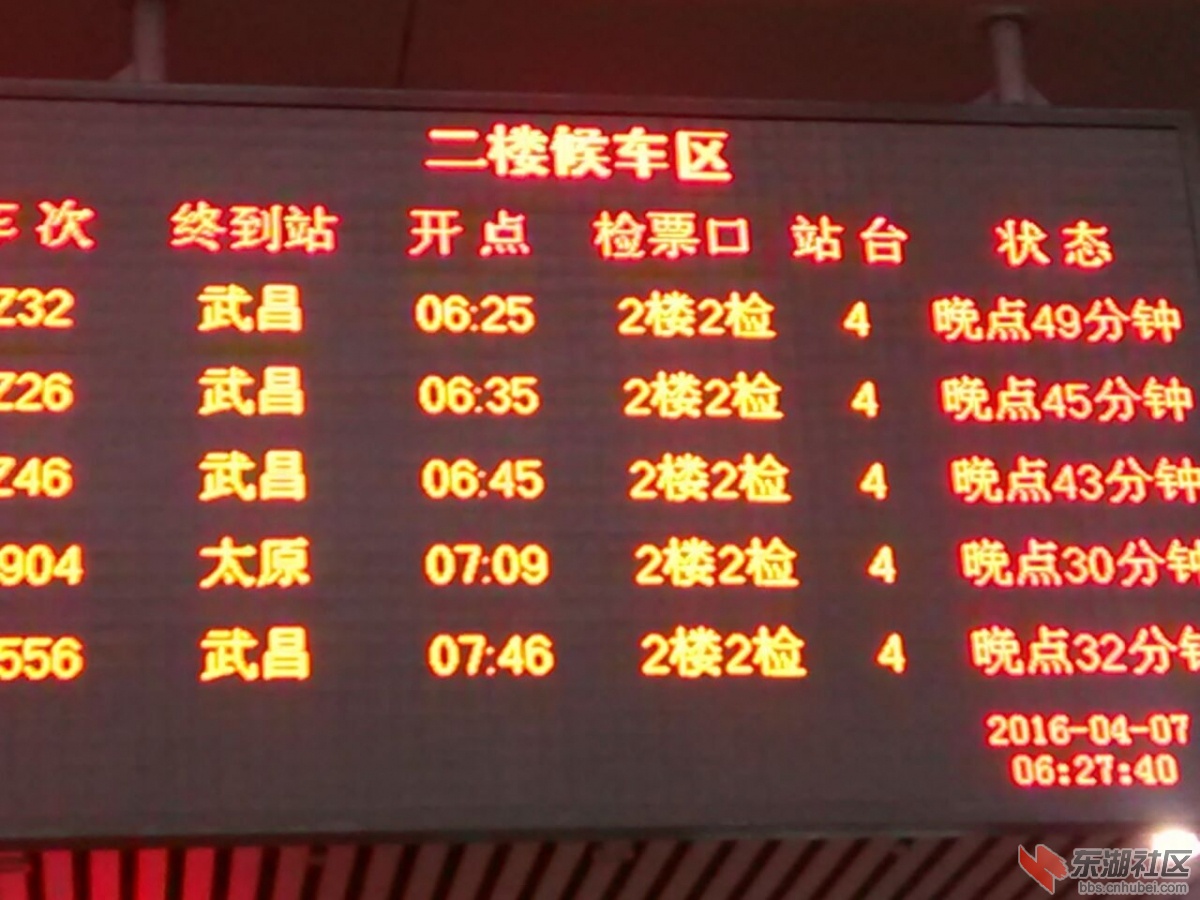 二楼候车区
车次 终到站 开点 检票口 站台 状态
Z32 武昌 06:25 2楼2检 4 晚点49分钟
Z26 武昌 06:35 2楼2检 4 晚点45分钟
Z46 武昌 06:45 2楼2检 4 晚点43分钟
904 太原 07:09 2楼2检 4 晚点30分钟
556 武昌 07:46 2楼2检 4 晚点32分钟
2016-04-07
06:27:40
东湖社区
bbs.cnhubei.com